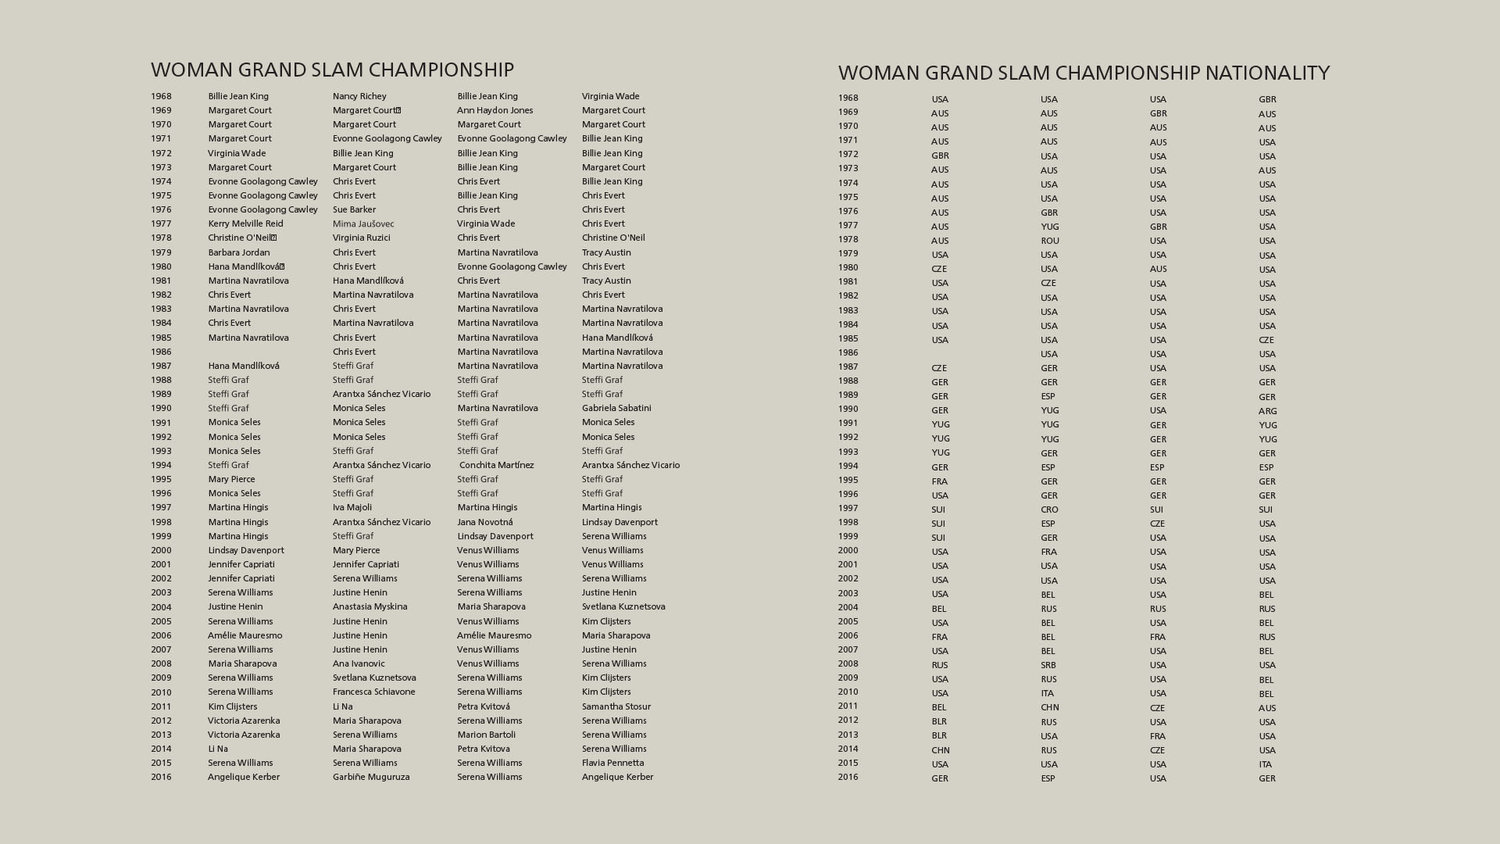 WOMAN GRAND SLAM CHAMPIONSHIP
1968 Billie Jean King Nancy Richey Billie Jean King Virginia Wade
1969 Margaret Court Margaret Court Ann Haydon Jones Margaret Court
1970 Margaret Court Margaret Court Margaret Court Margaret Court
1971 Margaret Court Evonne Goolagong Cawley Evonne Goolagong Cawley Billie Jean King
1972 Virginia Wade Billie Jean King Billie Jean King Billie Jean King
1973 Margaret Court Margaret Court Billie Jean King Margaret Court
1974 Evonne Goolagong Cawley Chris Evert Chris Evert Billie Jean King
1975 Evonne Goolagong Cawley Chris Evert Billie Jean King Chris Evert
1976 Evonne Goolagong Cawley Sue Barker Chris Evert Chris Evert
1977 Kerry Melville Reid Mima Jaušovec Virginia Wade Chris Evert
1978 Christine O'Neil Virginia Ruzici Chris Evert Christine O'Neil
1979 Barbara Jordan Chris Evert Martina Navratilova Tracy Austin
1980 Hana Mandlíková Chris Evert Evonne Goolagong Cawley Chris Evert
1981 Martina Navratilova Hana Mandlíková Chris Evert Tracy Austin
1982 Chris Evert Martina Navratilova Martina Navratilova Chris Evert
1983 Martina Navratilova Chris Evert Martina Navratilova Martina Navratilova
1984 Chris Evert Martina Navratilova Martina Navratilova Martina Navratilova
1985 Martina Navratilova Chris Evert Martina Navratilova Hana Mandlíková
1986 Chris Evert Martina Navratilova Martina Navratilova
1987 Hana Mandlíková Steffi Graf Martina Navratilova Martina Navratilova
1988 Steffi Graf Steffi Graf Steffi Graf Steffi Graf
1989 Steffi Graf Arantxa Sánchez Vicario Steffi Graf Steffi Graf
1990 Steffi Graf Monica Seles Martina Navratilova Gabriela Sabatini
1991 Monica Seles Monica Seles Steffi Graf Monica Seles
1992 Monica Seles Monica Seles Steffi Graf Monica Seles
1993 Monica Seles Steffi Graf Steffi Graf Steffi Graf
1994 Steffi Graf Arantxa Sánchez Vicario Conchita Martínez Arantxa Sánchez Vicario
1995 Mary Pierce Steffi Graf Steffi Graf Steffi Graf
1996 Monica Seles Steffi Graf Steffi Graf Steffi Graf
1997 Martina Hingis Iva Majoli Martina Hingis Martina Hingis
1998 Martina Hingis Arantxa Sánchez Vicario Jana Novotná Lindsay Davenport
1999 Martina Hingis Steffi Graf Lindsay Davenport Serena Williams
2000 Lindsay Davenport Mary Pierce Venus Williams Venus Williams
2001 Jennifer Capriati Jennifer Capriati Venus Williams Venus Williams
2002 Jennifer Capriati Serena Williams Serena Williams Serena Williams
2003 Serena Williams Justine Henin Serena Williams Justine Henin
2004 Justine Henin Anastasia Myskina Maria Sharapova Svetlana Kuznetsova
2005 Serena Williams Justine Henin Venus Williams Kim Clijsters
2006 Amélie Mauresmo Justine Henin Amélie Mauresmo Maria Sharapova
2007 Serena Williams Justine Henin Venus Williams Justine Henin
2008 Maria Sharapova Ana Ivanovic Venus Williams Serena Williams
2009 Serena Williams Svetlana Kuznetsova Serena Williams Kim Clijsters
2010 Serena Williams Francesca Schiavone Serena Williams Kim Clijsters
2011 Kim Clijsters Li Na Petra Kvitová Samantha Stosur
2012 Victoria Azarenka Maria Sharapova Serena Williams Serena Williams
2013 Victoria Azarenka Serena Williams Marion Bartoli Serena Williams
2014 Li Na Maria Sharapova Petra Kvitova Serena Williams
2015 Serena Williams Serena Williams Serena Williams Flavia Pennetta
2016 Angelique Kerber Garbiñe Muguruza Serena Williams Angelique Kerber
WOMAN GRAND SLAM CHAMPIONSHIP NATIONALITY
1968 USA USA USA GBR
1969 AUS AUS GBR AUS
1970 AUS AUS AUS AUS
1971 AUS AUS AUS USA
1972 GBR USA USA USA
1973 AUS AUS USA AUS
1974 AUS USA USA USA
1975 AUS USA USA USA
1976 AUS GBR USA USA
1977 AUS YUG GBR USA
1978 AUS ROU USA USA
1979 USA USA USA USA
1980 CZE USA AUS USA
1981 USA CZE USA USA
1982 USA USA USA USA
1983 USA USA USA USA
1984 USA USA USA USA
1985 USA USA USA CZE
1986 USA USA USA
1987 CZE GER USA USA
1988 GER GER GER GER
1989 GER ESP GER GER
1990 GER YUG USA ARG
1991 YUG YUG GER YUG
1992 YUG YUG GER YUG
1993 YUG GER GER GER
1994 GER ESP ESP ESP
1995 FRA GER GER GER
1996 USA GER GER GER
1997 SUI CRO SUI SUI
1998 SUI ESP CZE USA
1999 SUI GER USA USA
2000 USA FRA USA USA
2001 USA USA USA USA
2002 USA USA USA USA
2003 USA BEL USA BEL
2004 BEL RUS RUS RUS
2005 USA BEL USA BEL
2006 FRA BEL FRA RUS
2007 USA BEL USA BEL
2008 RUS SRB USA USA
2009 USA RUS USA BEL
2010 USA ITA USA BEL
2011 BEL CHN CZE AUS
2012 BLR RUS USA USA
2013 BLR USA FRA USA
2014 CHN RUS CZE USA
2015 USA USA USA ITA
2016 GER ESP USA GER